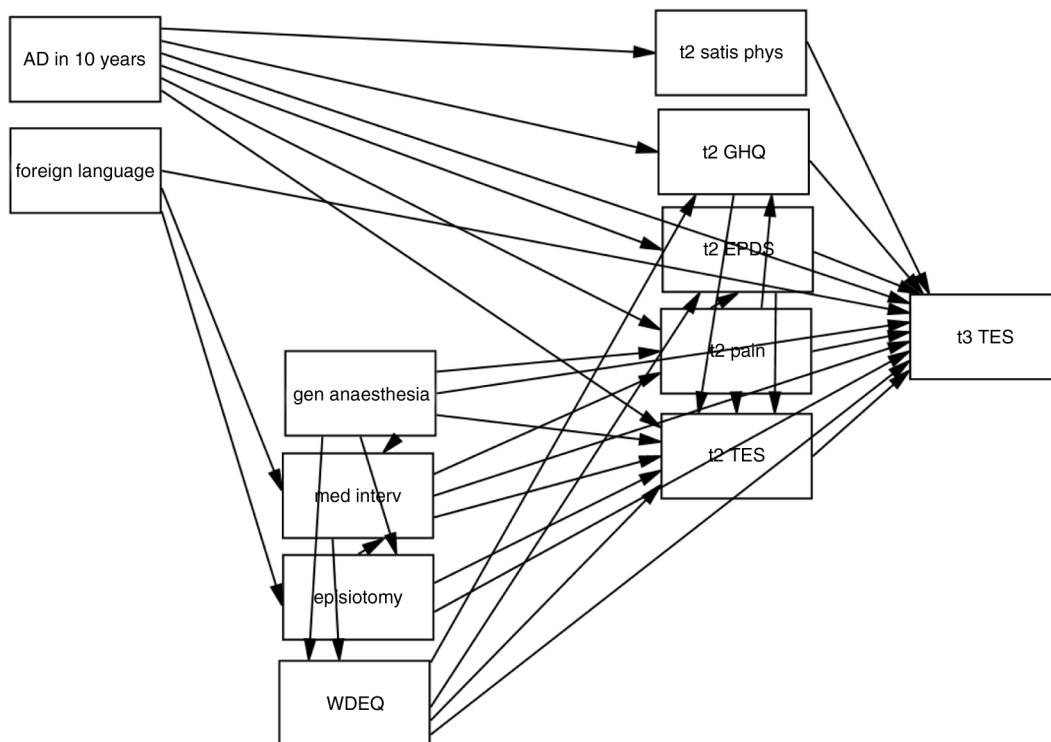 AD in 10 years
foreign language
gen anaesthesia
med interv
episiotomy
WDEQ
t2 satis phys
t2 GHQ
t2 EPDS
t2 pain
t2 TES
t3 TES